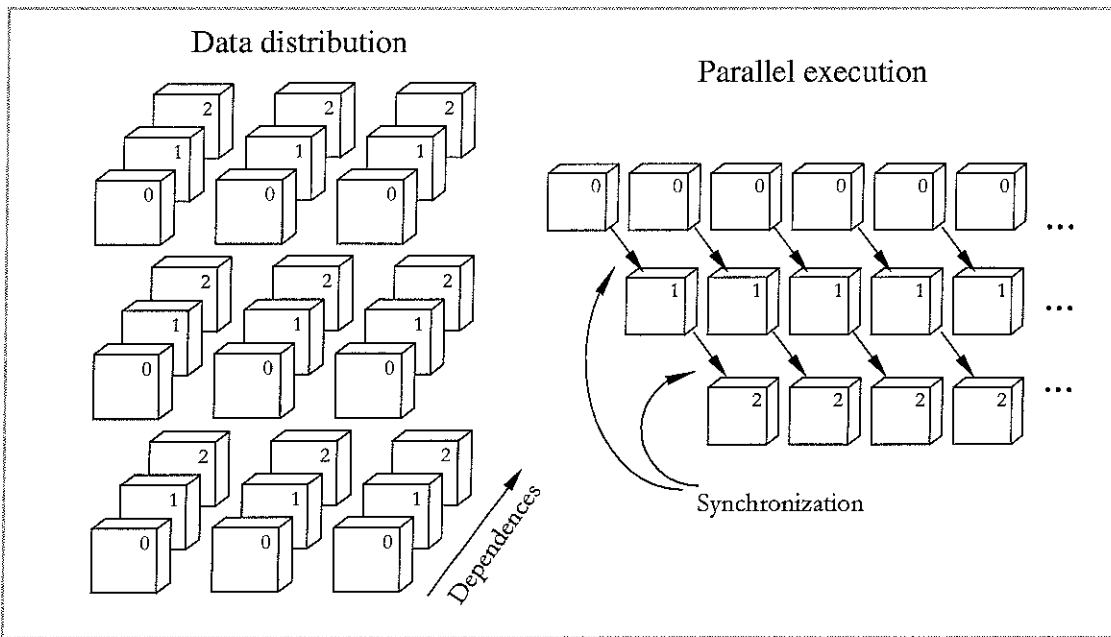 Data distribution
2 2 2
1 1 1
0 0 0
2 2 2
1 1 1
0 0 0
2 2 2
1 1 1
0 0 0
Dependences
Parallel execution
0 0 0 0 0 0 ...
1 1 1 1 1 ...
2 2 2 2 ...
Synchronization